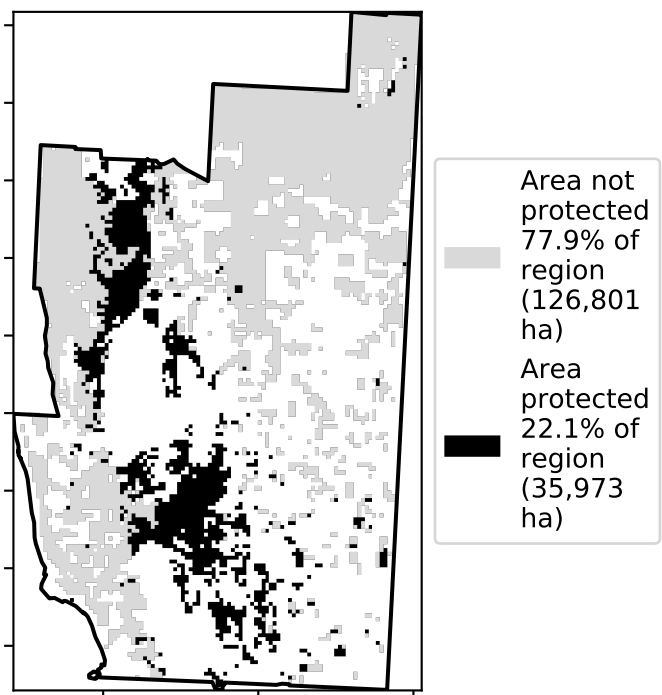 Area not
protected
77.9% of
region
(126,801
ha)
Area
protected
22.1% of
region
(35,973
ha)